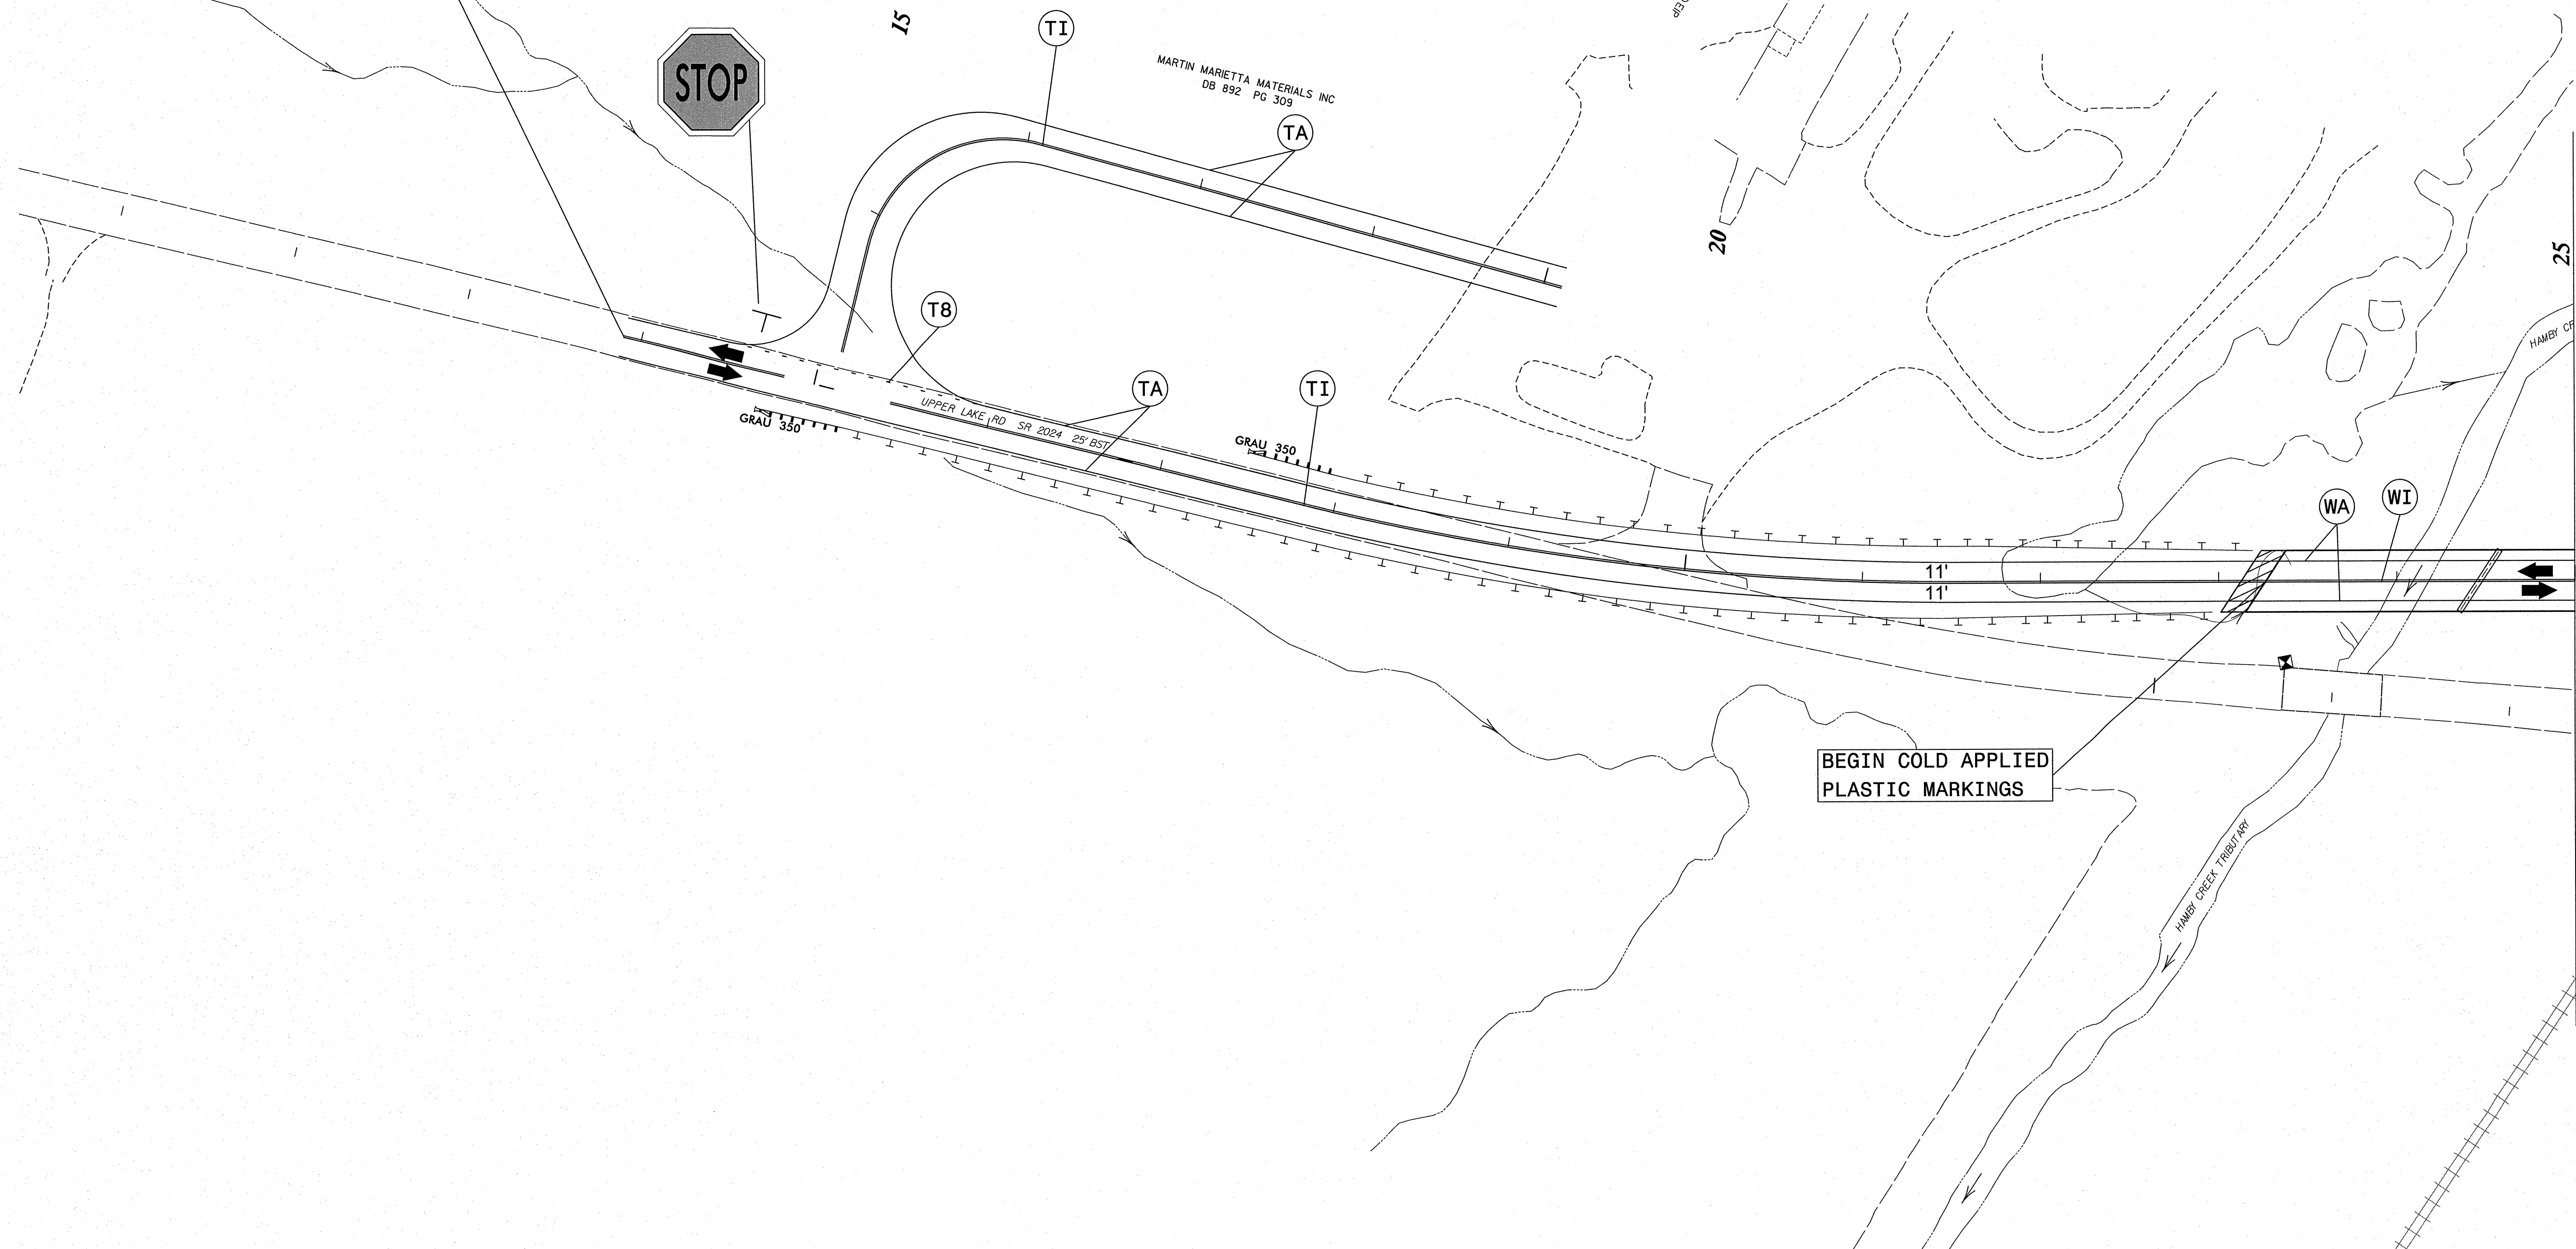 15
TI
STOP
MARTIN MARIETTA MATERIALS INC
DB 892 PG 309
TA
20
25
T8
HAMBY
TA
TI
UPPER LAKE RD SR 2024 25' BST
GRAU 350
GRAU 350
WA
WI
11'
11'
BEGIN COLD APPLIED
PLASTIC MARKINGS
HAMBY CREEK TRIBUTARY